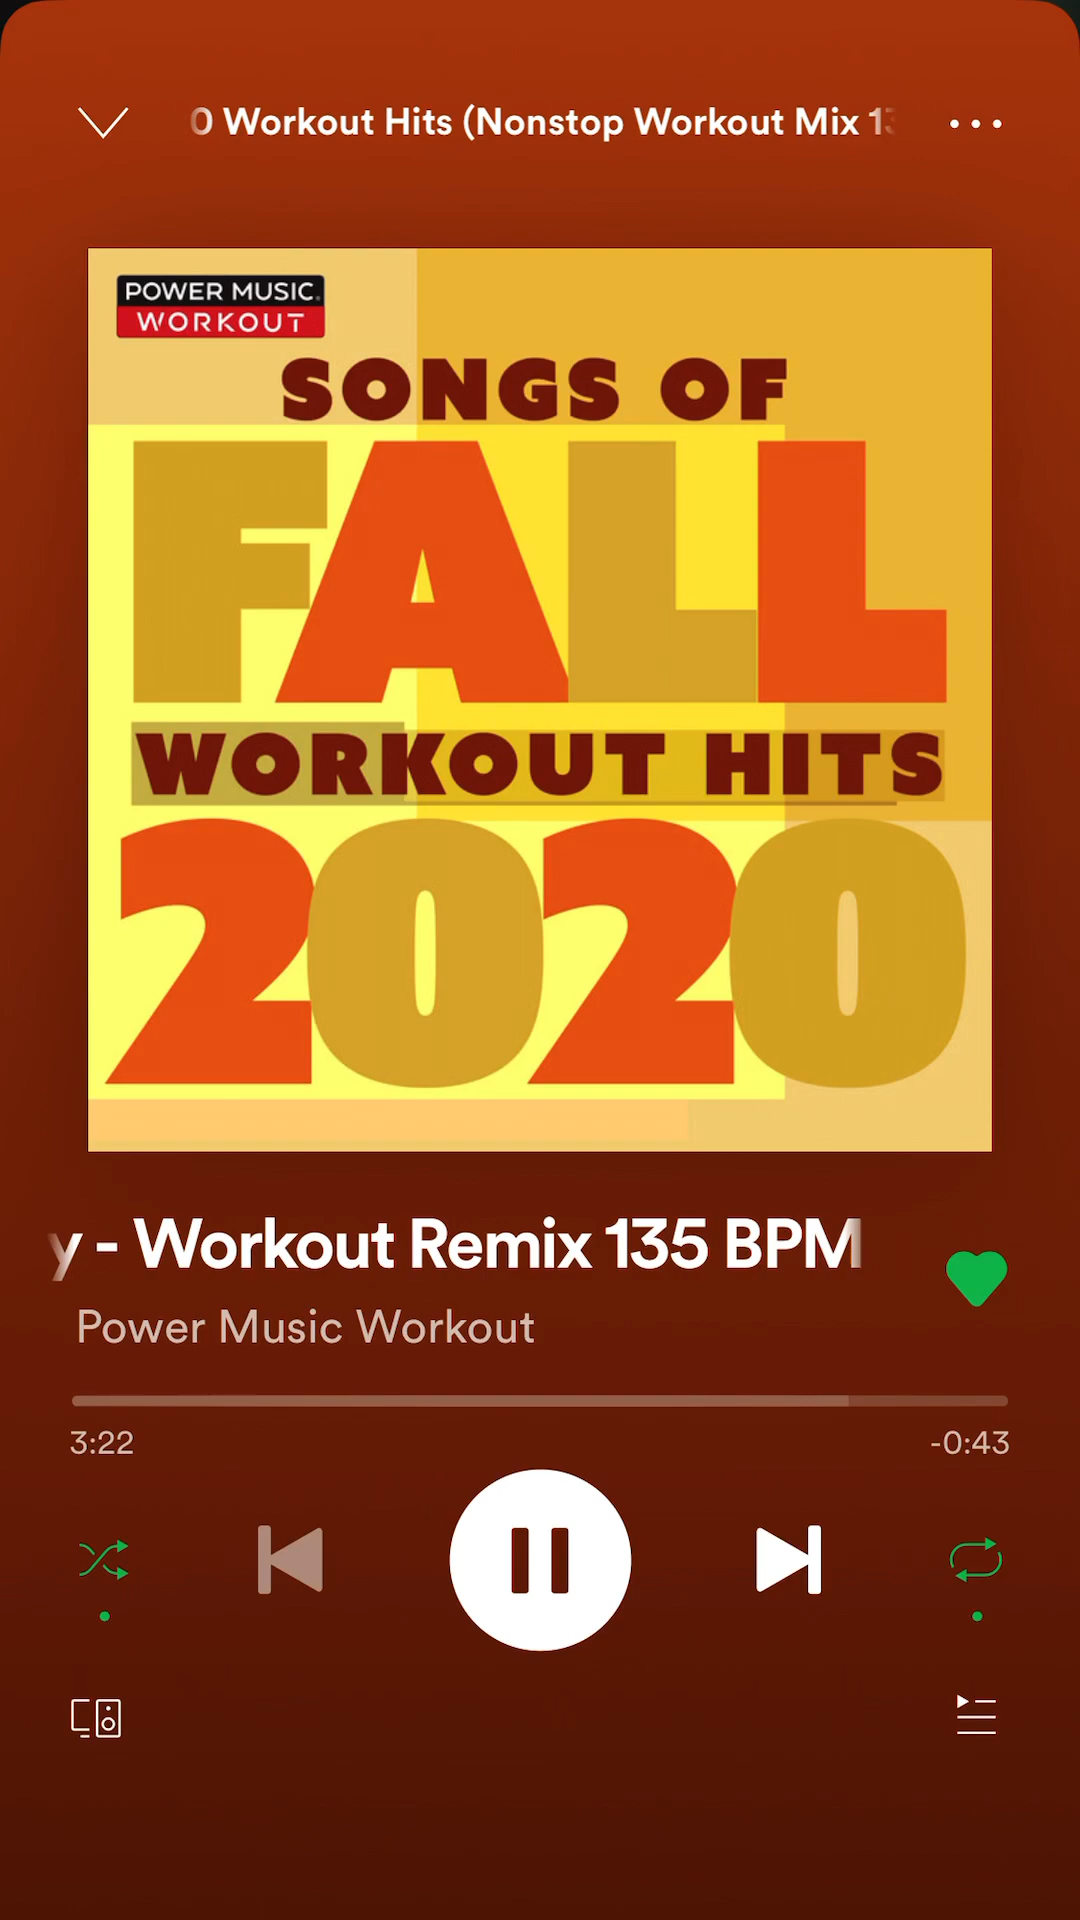 0 Workout Hits (Nonstop Workout Mix 13
POWER MUSIC
WORKOUT
SONGS OF
FALL
WORKOUT HITS
2020
y - Workout Remix 135 BPM
Power Music Workout
3:22
-0:43